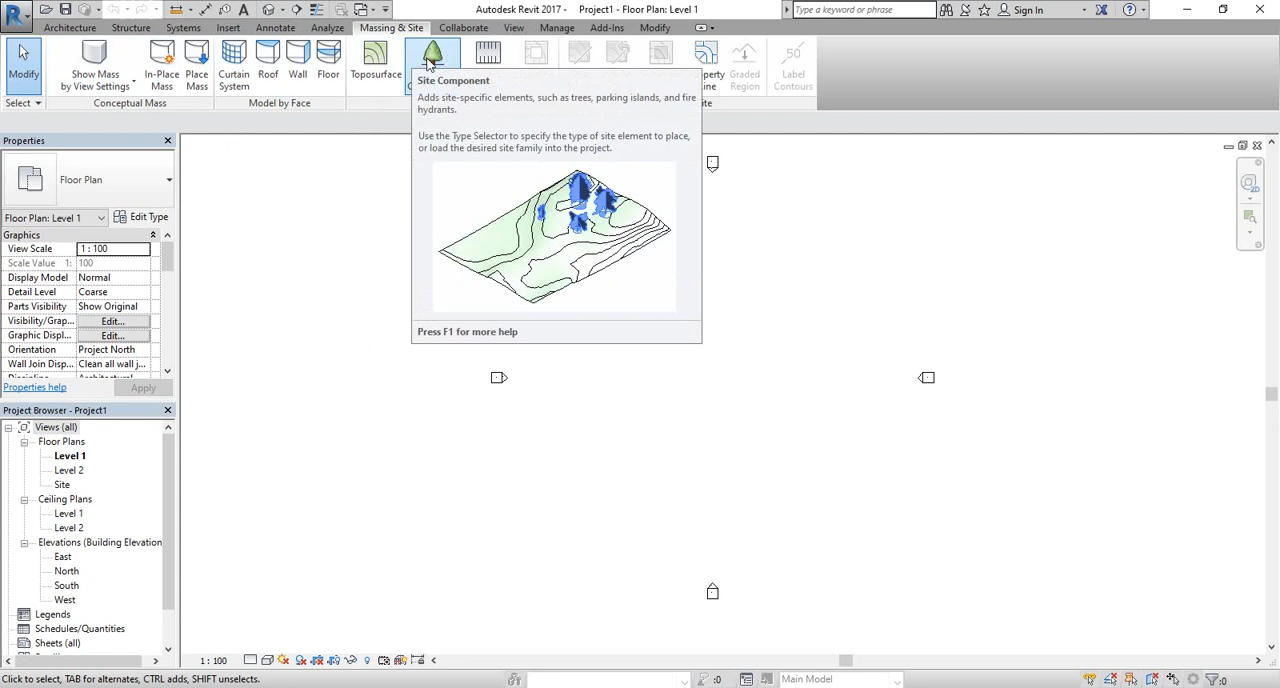 Autodesk Revit 2017 - Project1 - Floor Plan: Level 1
Type a keyword or phrase
Sign In
Architecture Structure Systems Insert Annotate Analyze Massing & Site Collaborate View Manage Add-Ins Modify
Modify
Show Mass
by View Settings
In-Place
Mass
Place
Mass
Curtain
System
Roof
Wall
Floor
Toposurface
Graded
Region
Label
Contours
50
Select
Conceptual Mass
Model by Face
Site Component
Adds site-specific elements, such as trees, parking islands, and fire
hydrants.
Use the Type Selector to specify the type of site element to place,
or load the desired site family into the project.
Press F1 for more help
Properties
Floor Plan
Floor Plan: Level 1
Edit Type
Graphics
View Scale 1 : 100
Scale Value 1: 100
Display Model Normal
Detail Level Coarse
Parts Visibility Show Original
Visibility/Grap... Edit...
Graphic Displ... Edit...
Orientation Project North
Wall Join Disp... Clean all wall j...
Properties help
Apply
Project Browser - Project1
Views (all)
Floor Plans
Level 1
Level 2
Site
Ceiling Plans
Level 1
Level 2
Elevations (Building Elevation
East
North
South
West
Legends
Schedules/Quantities
Sheets (all)
1 : 100
Click to select, TAB for alternates, CTRL adds, SHIFT unselects.
:0
Main Model
:0